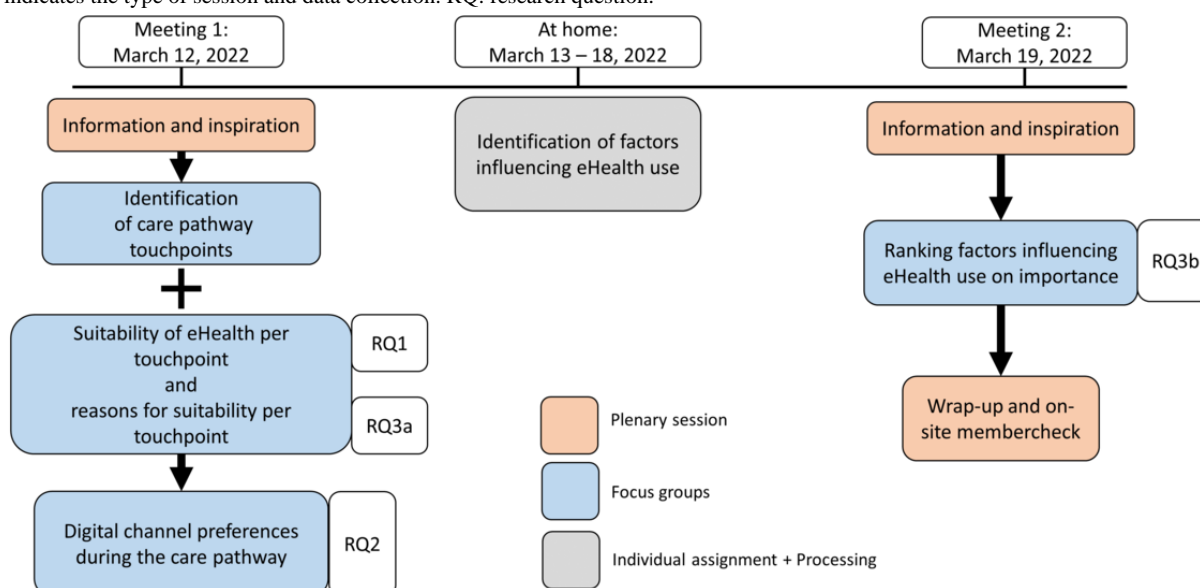 indicates the type of session and data collection. RQ: research question.
Meeting 1:
March 12, 2022
At home:
March 13 – 18, 2022
Meeting 2:
March 19, 2022
Information and inspiration
Identification
of care pathway
touchpoints
Suitability of eHealth per
touchpoint
and
reasons for suitability per
touchpoint
RQ1
RQ3a
Digital channel preferences
during the care pathway
RQ2
Identification of factors
influencing eHealth use
Information and inspiration
Ranking factors influencing
eHealth use on importance
RQ3b
Wrap-up and on-
site membercheck
Plenary session
Focus groups
Individual assignment + Processing